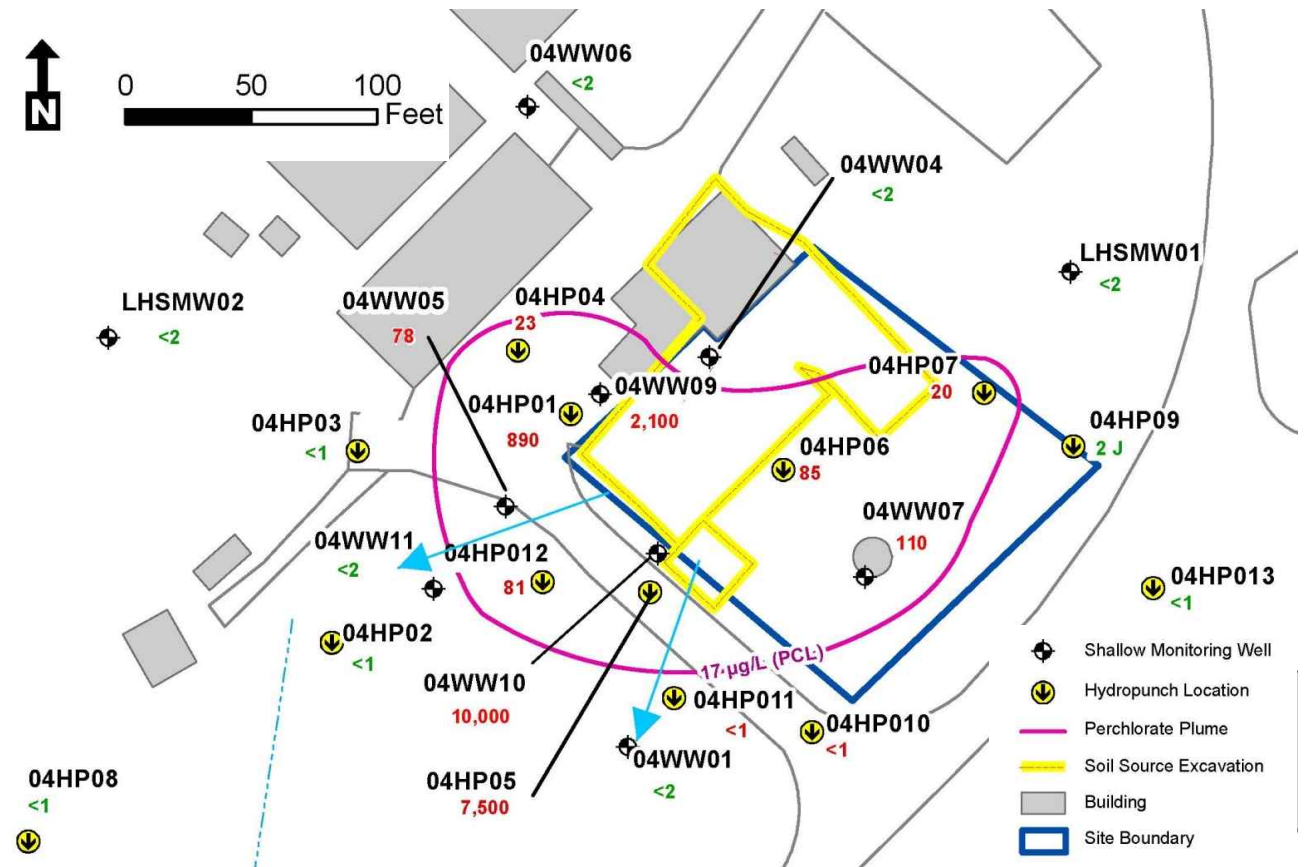 04WW06
<2
0 50 100
Feet
N
04WW04
<2
LHSMW01
<2
LHSMW02
<2
04WW05
78
04HP04
23
04HP07
20
04WW09
2,100
04HP01
890
04HP03
<1
04HP09
2 J
04HP06
85
04WW07
110
04WW11
<2
04HP012
81
04HP013
<1
04HP02
<1
17 µg/L (PCL)
04WW10
10,000
04HP011
<1
04HP010
<1
04WW01
<2
04HP05
7,500
04HP08
<1
Shallow Monitoring Well
Hydropunch Location
Perchlorate Plume
Soil Source Excavation
Building
Site Boundary